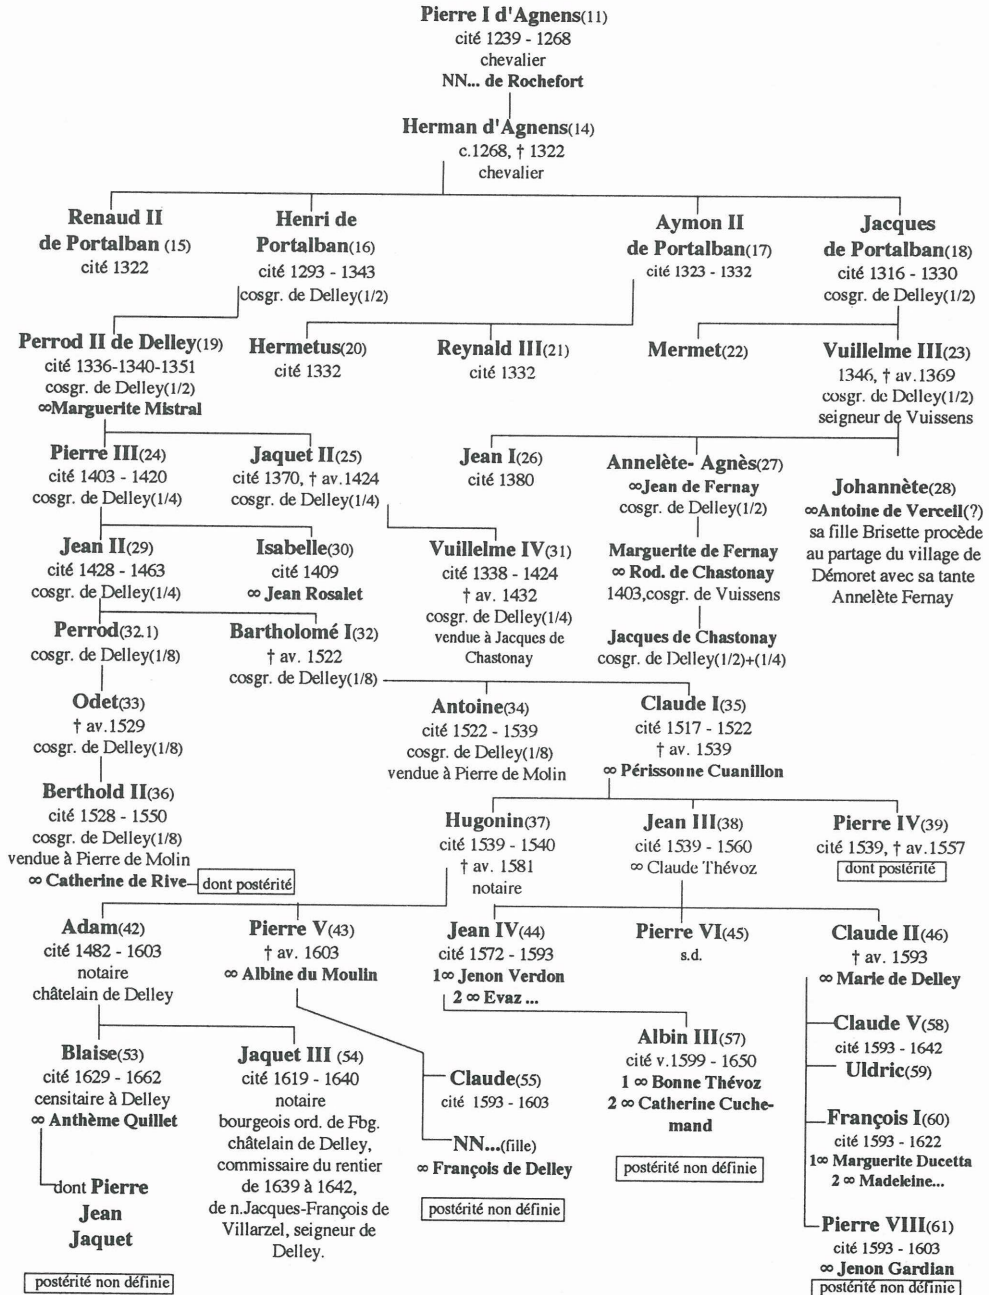 Pierre I d'Agnens(11)
cité 1239 - 1268
chevalier
NN... de Rochefort
Herman d'Agnens(14)
c.1268, † 1322
chevalier
Renaud II
de Portalban (15)
cité 1322
Henri de
Portalban(16)
cité 1293 - 1343
cosgr. de Delley(1/2)
Aymon II
de Portalban(17)
cité 1323 - 1332
Jacques
de Portalban(18)
cité 1316 - 1330
cosgr. de Delley(1/2)
Perrod II de Delley(19)
cité 1336-1340-1351
cosgr. de Delley(1/2)
∞Marguerite Mistral
Hermetus(20)
cité 1332
Reynald III(21)
cité 1332
Mermet(22)
Vuillelme III(23)
1346, † av.1369
cosgr. de Delley(1/2)
seigneur de Vuissens
Pierre III(24)
cité 1403 - 1420
cosgr. de Delley(1/4)
Jaquet II(25)
cité 1370, † av.1424
cosgr. de Delley(1/4)
Jean I(26)
cité 1380
Annelète- Agnès(27)
∞Jean de Fernay
cosgr. de Delley(1/2)
Marguerite de Fernay
∞ Rod. de Chastonay
1403,cosgr. de Vuissens
Jacques de Chastonay
cosgr. de Delley(1/2)+(1/4)
Johannète(28)
∞Antoine de Verceil(?)
sa fille Brisette procède
au partage du village de
Démoret avec sa tante
Annelète Fernay
Jean II(29)
cité 1428 - 1463
cosgr. de Delley(1/4)
Isabelle(30)
cité 1409
∞ Jean Rosalet
Vuillelme IV(31)
cité 1338 - 1424
† av. 1432
cosgr. de Delley(1/4)
vendue à Jacques de
Chastonay
Perrod(32.1)
cosgr. de Delley(1/8)
Bartholomé I(32)
† av. 1522
cosgr. de Delley(1/8)
Odet(33)
† av.1529
cosgr. de Delley(1/8)
Antoine(34)
cité 1522 - 1539
cosgr. de Delley(1/8)
vendue à Pierre de Molin
Claude I(35)
cité 1517 - 1522
† av. 1539
∞ Périssonne Cuanillon
Berthold II(36)
cité 1528 - 1550
cosgr. de Delley(1/8)
vendue à Pierre de Molin
∞ Catherine de Rive
dont postérité
Hugonin(37)
cité 1539 - 1540
† av. 1581
notaire
Jean III(38)
cité 1539 - 1560
∞ Claude Thévoz
Pierre IV(39)
cité 1539, † av.1557
dont postérité
Adam(42)
cité 1482 - 1603
notaire
châtelain de Delley
Pierre V(43)
† av. 1603
∞ Albine du Moulin
Jean IV(44)
cité 1572 - 1593
1∞ Jenon Verdon
2 ∞ Evaz ...
Pierre VI(45)
s.d.
Claude II(46)
† av. 1593
∞ Marie de Delley
Blaise(53)
cité 1629 - 1662
censitaire à Delley
∞ Anthème Quillet
dont Pierre
Jean
Jaquet
postérité non définie
Jaquet III (54)
cité 1619 - 1640
notaire
bourgeois ord. de Fbg.
châtelain de Delley,
commissaire du rentier
de 1639 à 1642,
de n.Jacques-François de
Villarzel, seigneur de
Delley.
Claude(55)
cité 1593 - 1603
NN...(fille)
∞ François de Delley
postérité non définie
Albin III(57)
cité v.1599 - 1650
1 ∞ Bonne Thévoz
2 ∞ Catherine Cuche-
mand
postérité non définie
Claude V(58)
cité 1593 - 1642
Uldric(59)
François I(60)
cité 1593 - 1622
1∞ Marguerite Ducetta
2 ∞ Madeleine...
Pierre VIII(61)
cité 1593 - 1603
∞ Jenon Gardian
postérité non définie